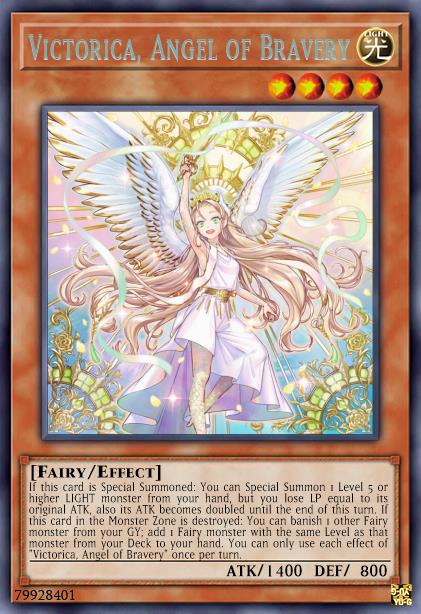 VICTORICA, ANGEL OF BRAVERY
LIGHT
光
[FAIRY/EFFECT]
If this card is Special Summoned: You can Special Summon 1 Level 5 or
higher LIGHT monster from your hand, but you lose LP equal to its
original ATK, also its ATK becomes doubled until the end of this turn. If
this card in the Monster Zone is destroyed: You can banish 1 other Fairy
monster from your GY; add 1 Fairy monster with the same Level as that
monster from your Deck to your hand. You can only use each effect of
"Victorica, Angel of Bravery" once per turn.
ATK/1400 DEF/ 800
79928401